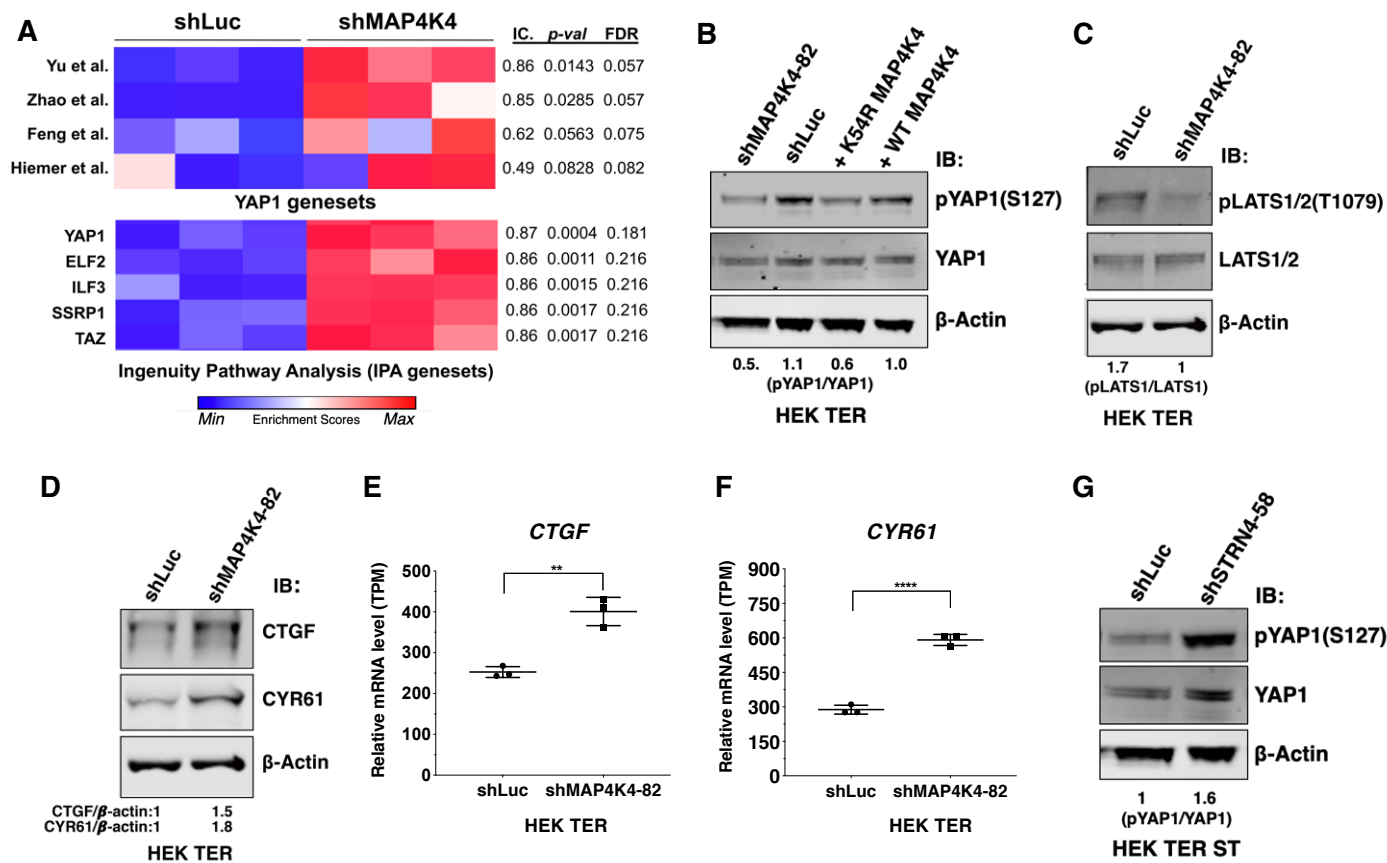 A
shLuc shMAP4K4
IC. p-val FDR
Yu et al. 0.86 0.0143 0.057
Zhao et al. 0.85 0.0285 0.057
Feng et al. 0.62 0.0563 0.075
Hiemer et al. 0.49 0.0828 0.082
YAP1 genesets
YAP1 0.87 0.0004 0.181
ELF2 0.86 0.0011 0.216
ILF3 0.86 0.0015 0.216
SSRP1 0.86 0.0017 0.216
TAZ 0.86 0.0017 0.216
Ingenuity Pathway Analysis (IPA genesets)
Min Enrichment Scores Max
B
shMAP4K4-82
shLuc
+ K54R MAP4K4
+ WT MAP4K4
IB:
pYAP1(S127)
YAP1
β-Actin
0.5. 1.1 0.6 1.0
(pYAP1/YAP1)
HEK TER
C
shLuc
shMAP4K4-82
IB:
pLATS1/2(T1079)
LATS1/2
β-Actin
1.7 1
(pLATS1/LATS1)
HEK TER
D
shLuc
shMAP4K4-82
IB:
CTGF
CYR61
β-Actin
CTGF/β-actin:1 1.5
CYR61/β-actin:1 1.8
HEK TER
E
CTGF
Relative mRNA level (TPM)
500
400
300
200
100
0
**
shLuc shMAP4K4-82
HEK TER
F
CYR61
Relative mRNA level (TPM)
900
750
600
450
300
150
0
****
shLuc shMAP4K4-82
HEK TER
G
shLuc
shSTRN4-58
IB:
pYAP1(S127)
YAP1
β-Actin
1 1.6
(pYAP1/YAP1)
HEK TER ST